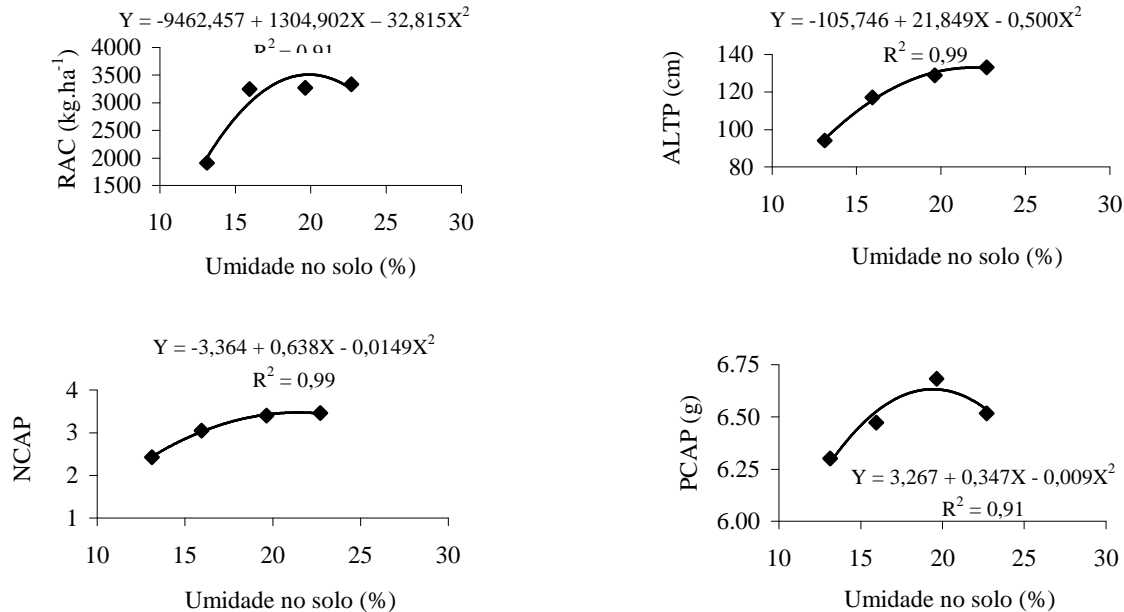 Y = -9462,457 + 1304,902X – 32,815X²
R² = 0,91
4000
3500
3000
2500
2000
1500
RAC (kg.ha⁻¹)
10 15 20 25 30
Umidade no solo (%)
Y = -105,746 + 21,849X - 0,500X²
R² = 0,99
140
120
100
80
ALTP (cm)
10 15 20 25 30
Umidade no solo (%)
Y = -3,364 + 0,638X - 0,0149X²
R² = 0,99
4
3
2
1
NCAP
10 15 20 25 30
Umidade no solo (%)
6.75
6.50
6.25
6.00
PCAP (g)
Y = 3,267 + 0,347X - 0,009X²
R² = 0,91
10 15 20 25 30
Umidade no solo (%)